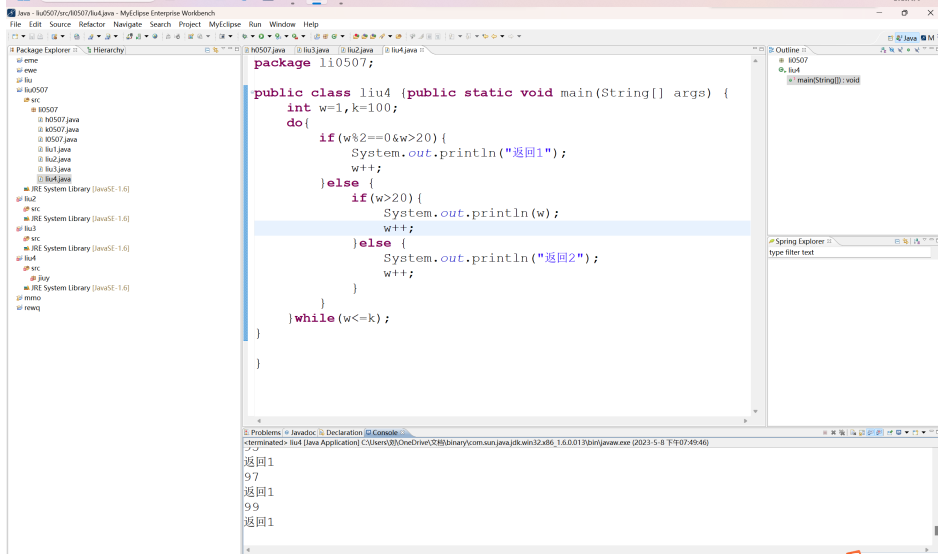 Java - liu0507/src/li0507/liu4.java - MyEclipse Enterprise Workbench
File Edit Source Refactor Navigate Search Project MyEclipse Run Window Help
Java
Package Explorer Hierarchy
eme
ewe
liu
liu0507
src
li0507
h0507.java
k0507.java
l0507.java
liu1.java
liu2.java
liu3.java
liu4.java
JRE System Library [JavaSE-1.6]
liu2
src
JRE System Library [JavaSE-1.6]
liu3
src
JRE System Library [JavaSE-1.6]
liu4
src
jiuy
JRE System Library [JavaSE-1.6]
mmo
rewq
h0507.java liu3.java liu2.java liu4.java
package li0507;
public class liu4 {public static void main(String[] args) {
int w=1,k=100;
do{
if(w%2==0&w>20){
System.out.println("返回1");
w++;
}else {
if(w>20){
System.out.println(w);
w++;
}else {
System.out.println("返回2");
w++;
}
}
}while(w<=k);
}
}
Outline
li0507
liu4
main(String[]) : void
Spring Explorer
type filter text
Problems Javadoc Declaration Console
<terminated> liu4 [Java Application] C:\Users\刘\OneDrive\文档\binary\com.sun.java.jdk.win32.x86_1.6.0.013\bin\javaw.exe (2023-5-8 下午07:49:46)
返回1
97
返回1
99
返回1